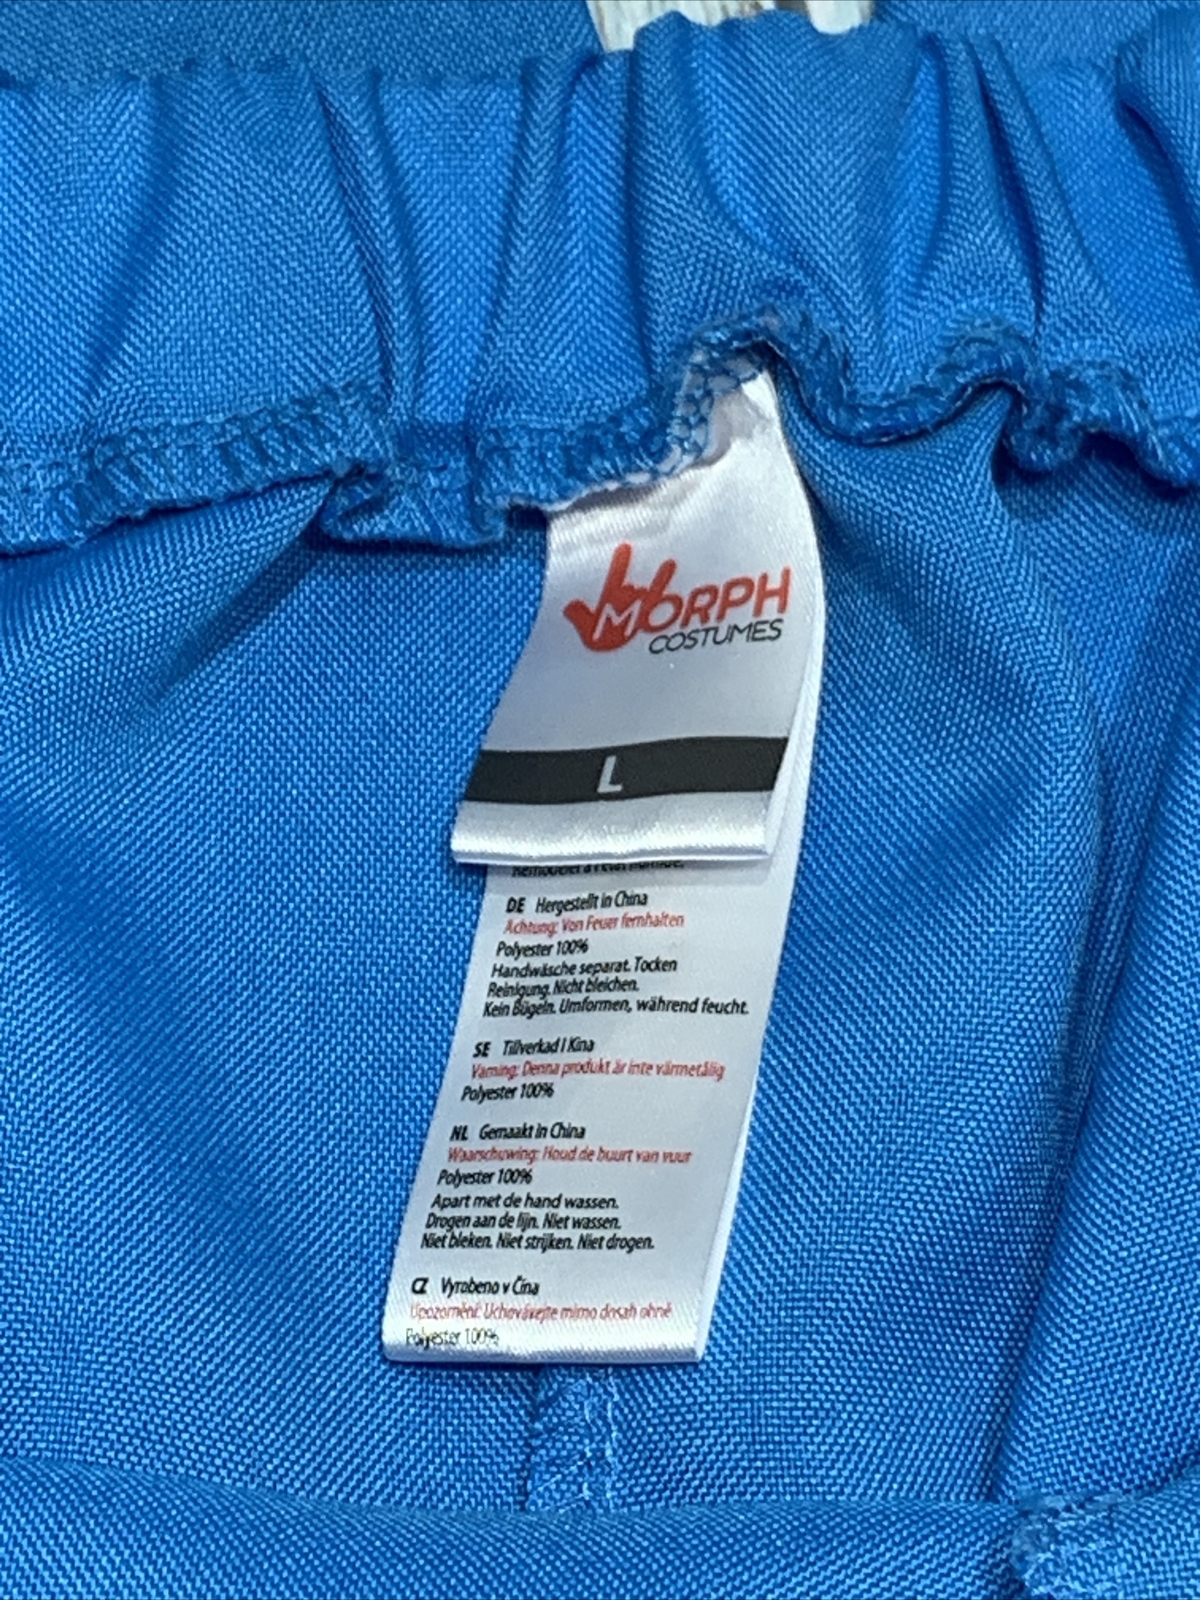 MORPH
COSTUMES
L
Remodeler à l'état humide.
DE Hergestellt in China
Achtung: Von Feuer fernhalten
Polyester 100%
Handwäsche separat. Tocken
Reinigung. Nicht bleichen.
Kein Bügeln. Umformen, während feucht.
SE Tillverkad I Kina
Varning: Denna produkt är inte värmetålig
Polyester 100%
NL Gemaakt in China
Waarschuwing: Houd de buurt van vuur
Polyester 100%
Apart met de hand wassen.
Drogen aan de lijn. Niet wassen.
Niet bleken. Niet strijken. Niet drogen.
CZ Vyrobeno v Čína
Upozornění: Uchovávejte mimo dosah ohně
Polyester 100%